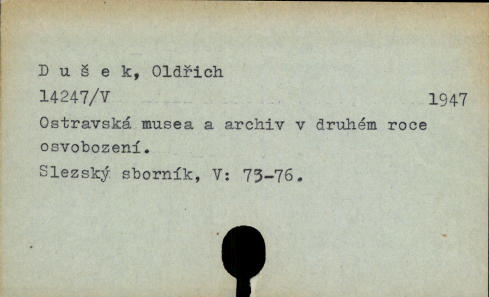 D u š e k, Oldřich
14247/V 1947
Ostravská musea a archiv v druhém roce
osvobození.
Slezský sborník, V: 73-76.